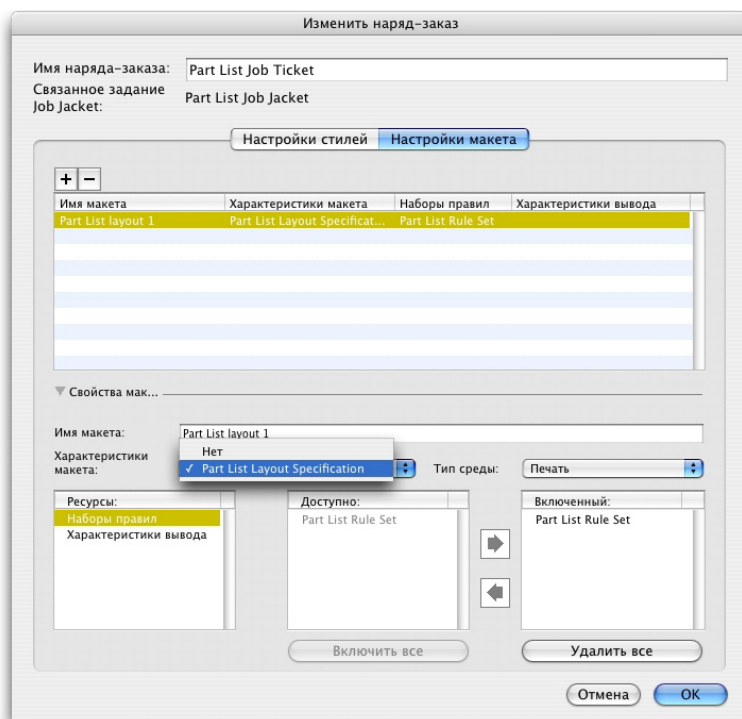 Изменить наряд-заказ
Имя наряда-заказа: Part List Job Ticket
Связанное задание
Job Jacket: Part List Job Jacket
Настройки стилей Настройки макета
+ −
Имя макета Характеристики макета Наборы правил Характеристики вывода
Part List layout 1 Part List Layout Specificat... Part List Rule Set
Свойства мак...
Имя макета: Part List layout 1
Нет
Характеристики
макета: ✓ Part List Layout Specification Тип среды: Печать
Ресурсы: Доступно: Включенный:
Наборы правил Part List Rule Set Part List Rule Set
Характеристики вывода
Включить все Удалить все
Отмена OK